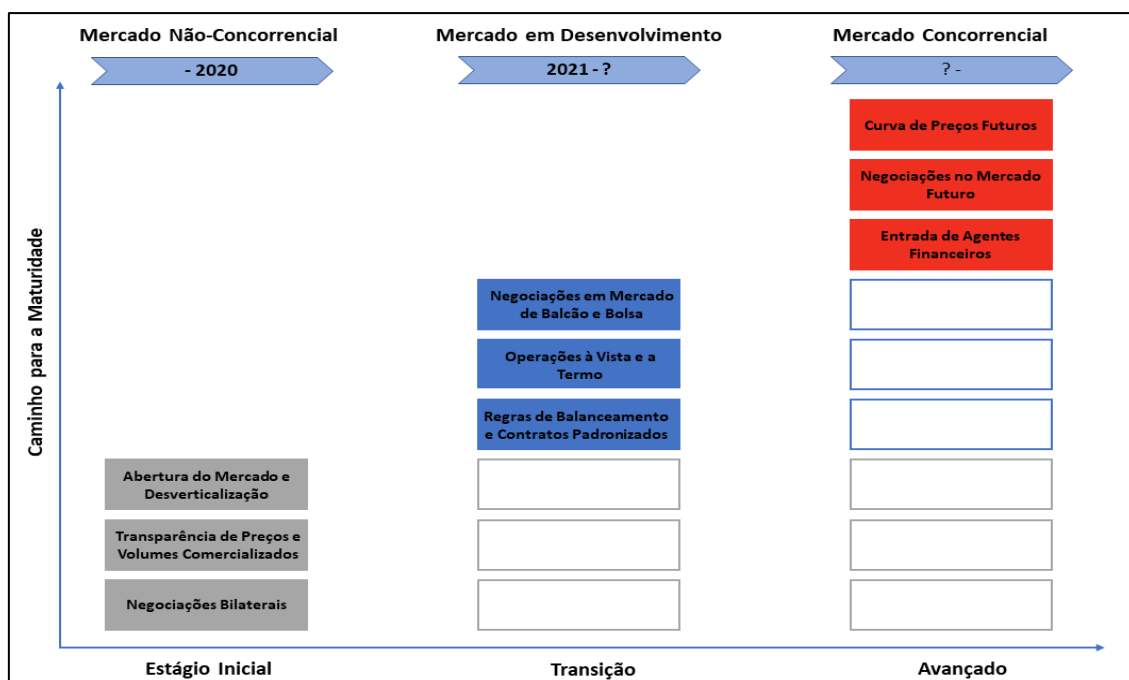 Mercado Não-Concorrencial
Mercado em Desenvolvimento
Mercado Concorrencial
- 2020
2021 - ?
? -
Caminho para a Maturidade
Curva de Preços Futuros
Negociações no Mercado
Futuro
Entrada de Agentes
Financeiros
Negociações em Mercado
de Balcão e Bolsa
Operações à Vista e a
Termo
Regras de Balanceamento
e Contratos Padronizados
Abertura do Mercado e
Desverticalização
Transparência de Preços e
Volumes Comercializados
Negociações Bilaterais
Estágio Inicial
Transição
Avançado